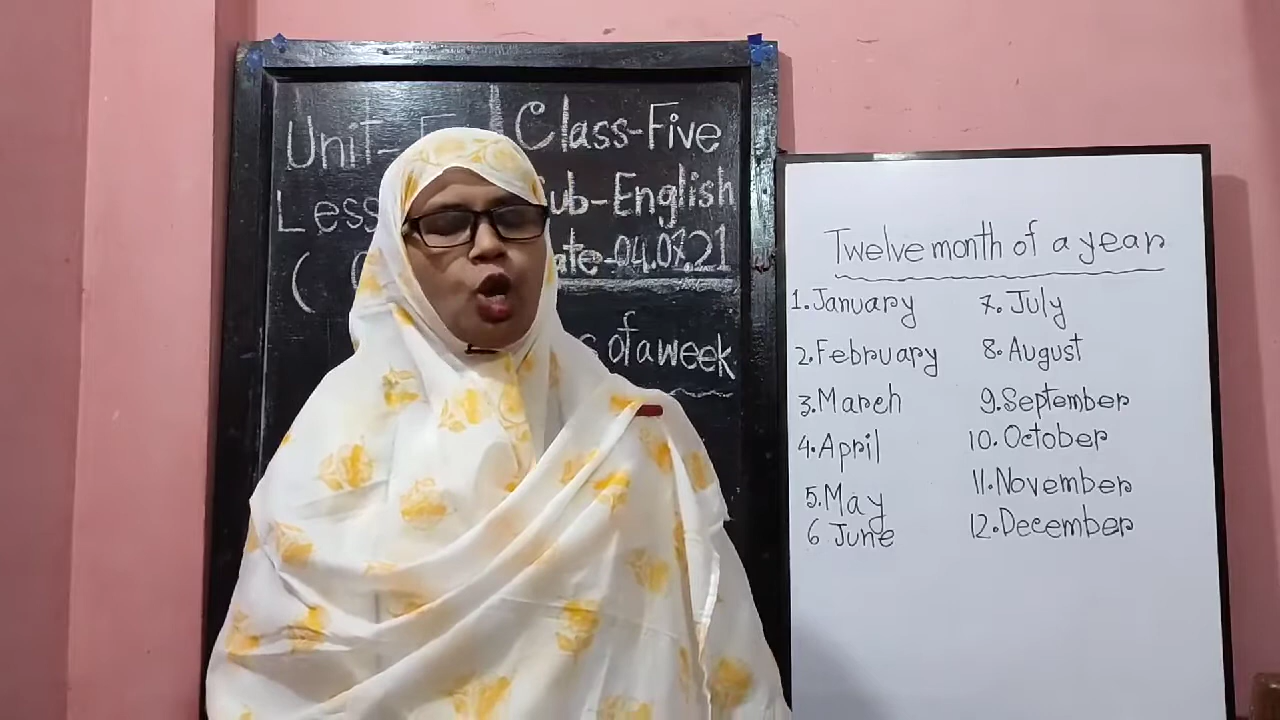 Unit-
Class-Five
Sub-English
of a week
Twelve month of a year
1. January
2. February
3. March
4. April
5. May
6. June
7. July
8. August
9. September
10. October
11. November
12. December